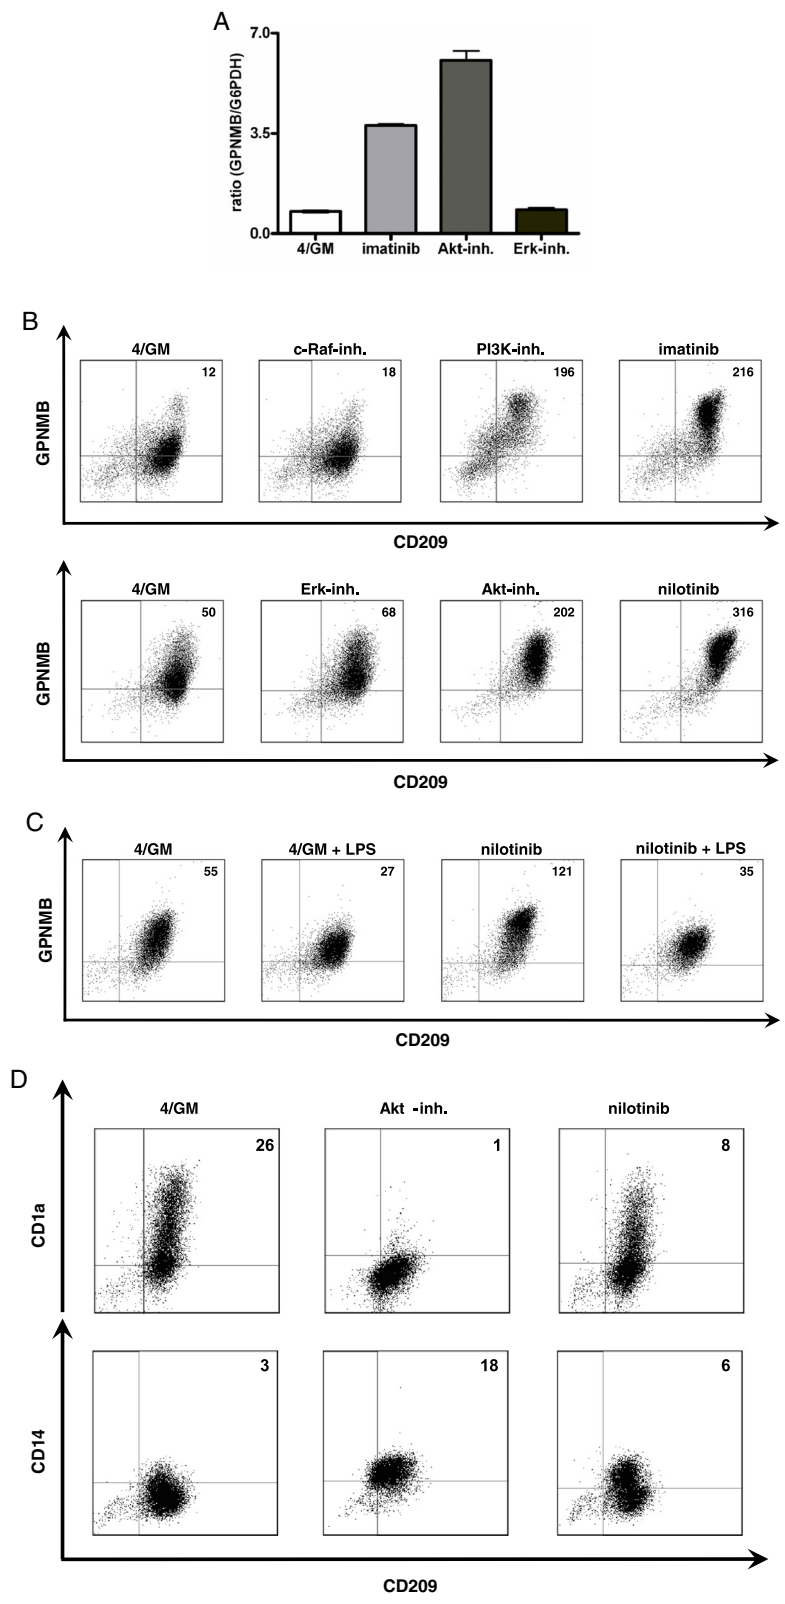 A
7.0
3.5
0.0
ratio (GPNMB/G6PDH)
4/GM imatinib Akt-inh. Erk-inh.
B
4/GM c-Raf-inh. PI3K-inh. imatinib
12 18 196 216
GPNMB
CD209
4/GM Erk-inh. Akt-inh. nilotinib
50 68 202 316
GPNMB
CD209
C
4/GM 4/GM + LPS nilotinib nilotinib + LPS
55 27 121 35
GPNMB
CD209
D
4/GM Akt -inh. nilotinib
26 1 8
CD1a
3 18 6
CD14
CD209